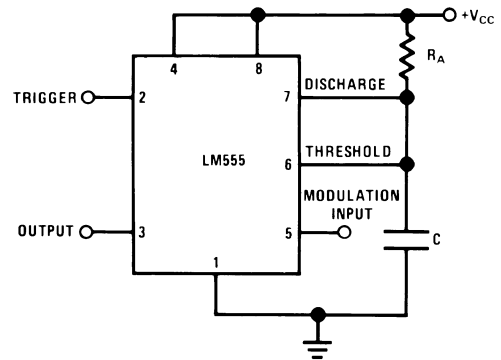 +VCC
4
8
RA
TRIGGER
2
7
DISCHARGE
LM555
6
THRESHOLD
MODULATION
INPUT
OUTPUT
3
5
C
1